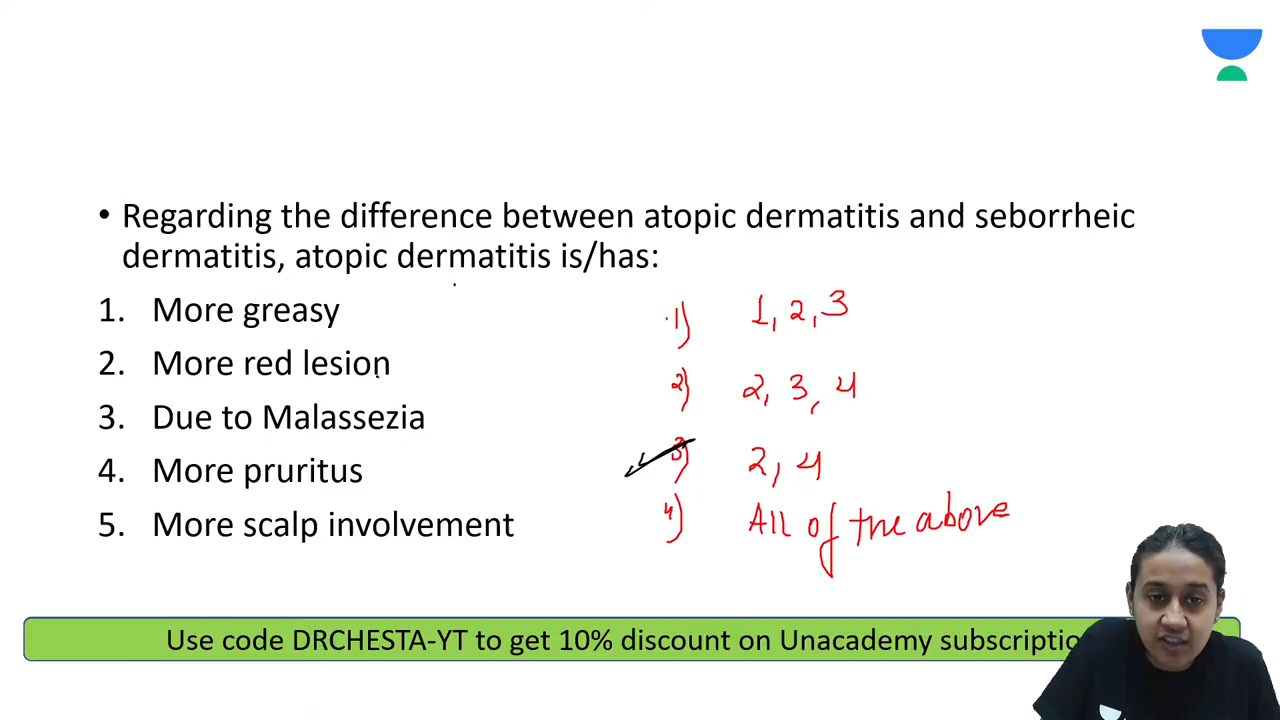 • Regarding the difference between atopic dermatitis and seborrheic
dermatitis, atopic dermatitis is/has:
1. More greasy
2. More red lesion
3. Due to Malassezia
4. More pruritus
5. More scalp involvement
1) 1, 2, 3
2) 2, 3, 4
3) 2, 4
4) All of the above
Use code DRCHESTA-YT to get 10% discount on Unacademy